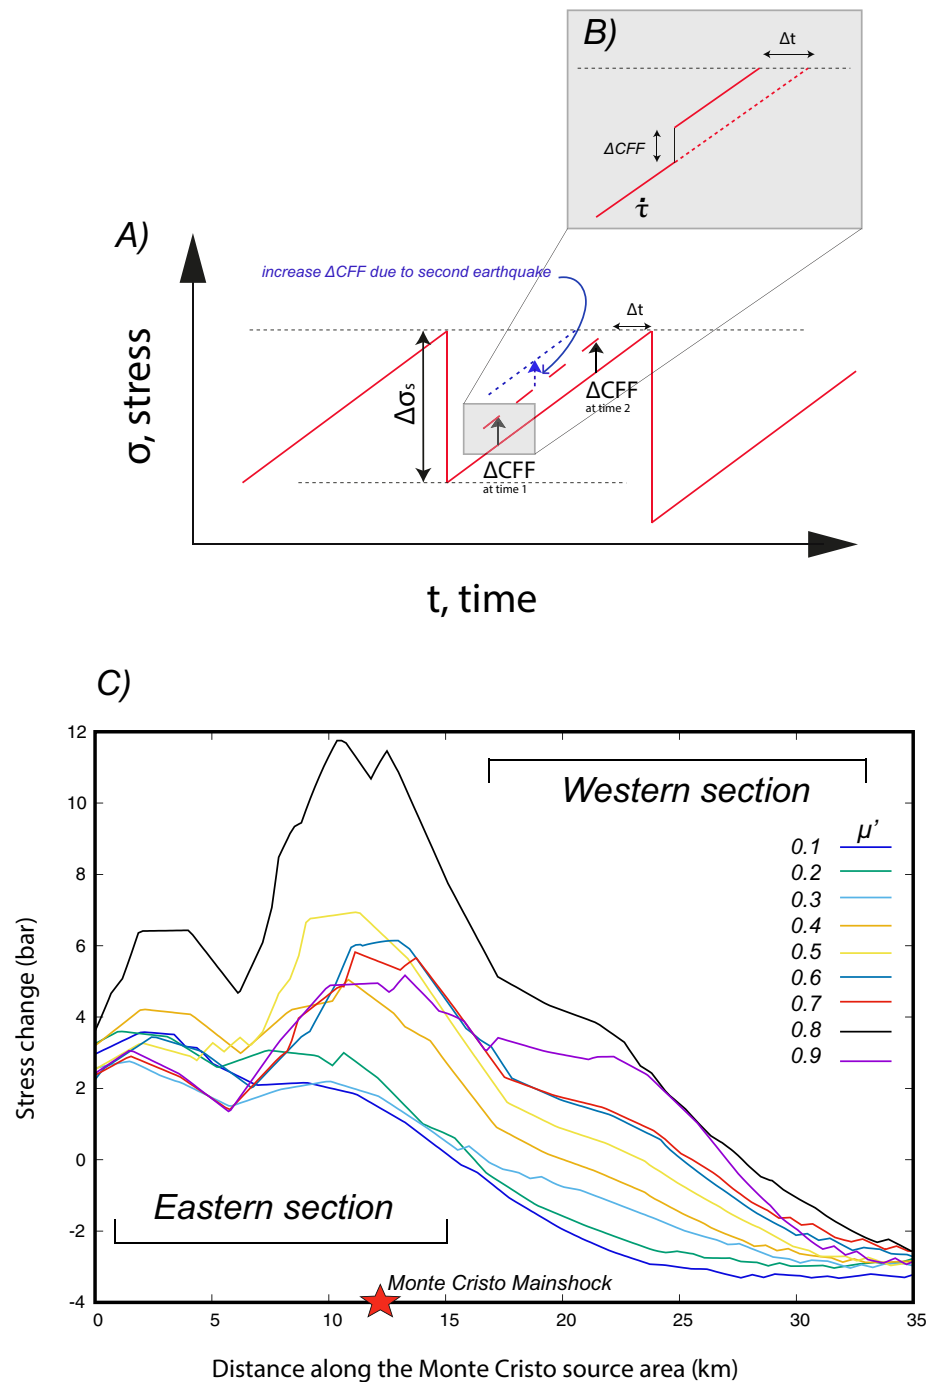 B)
Δt
ΔCFF
τ̇
A)
increase ΔCFF due to second earthquake
Δt
σ, stress
Δσs
ΔCFF
at time 2
ΔCFF
at time 1
t, time
C)
12
10
8
6
4
2
0
-2
-4
Stress change (bar)
Western section
μ’
0.1
0.2
0.3
0.4
0.5
0.6
0.7
0.8
0.9
Eastern section
Monte Cristo Mainshock
0 5 10 15 20 25 30 35
Distance along the Monte Cristo source area (km)